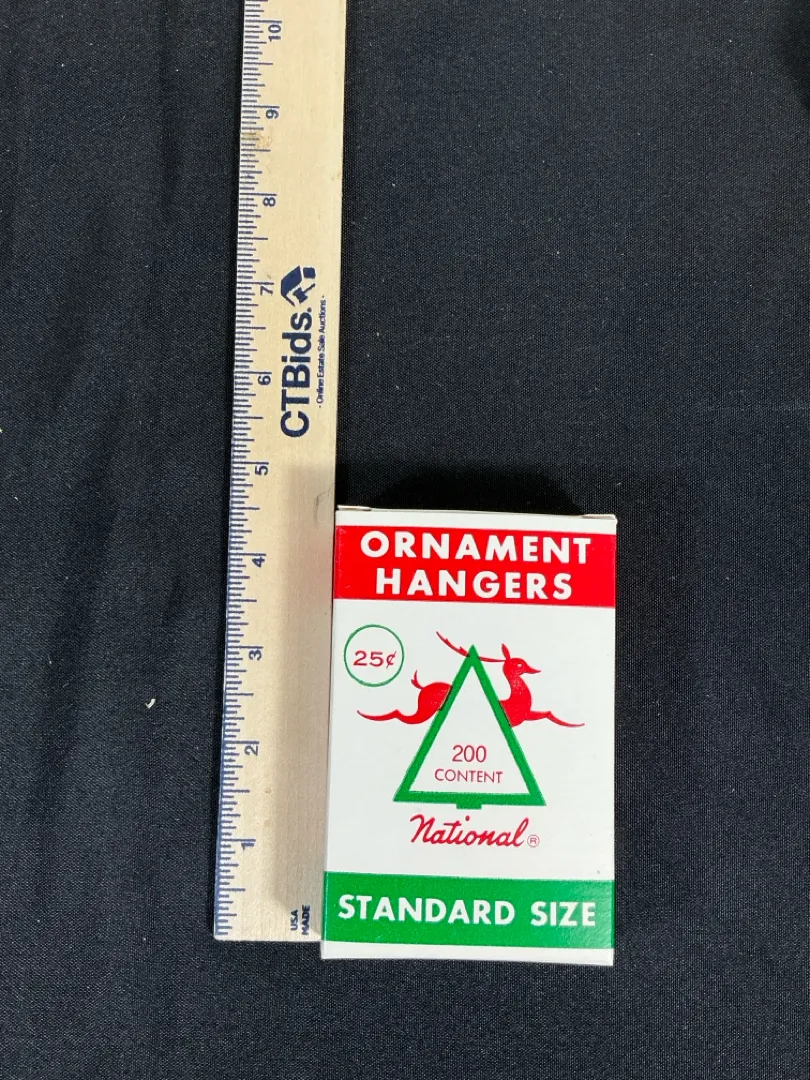 10
9
8
7
6
5
4
3
2
1
CTBids.
- Online Estate Sale Auctions -
USA
MADE
ORNAMENT
HANGERS
25¢
200
CONTENT
National®
STANDARD SIZE